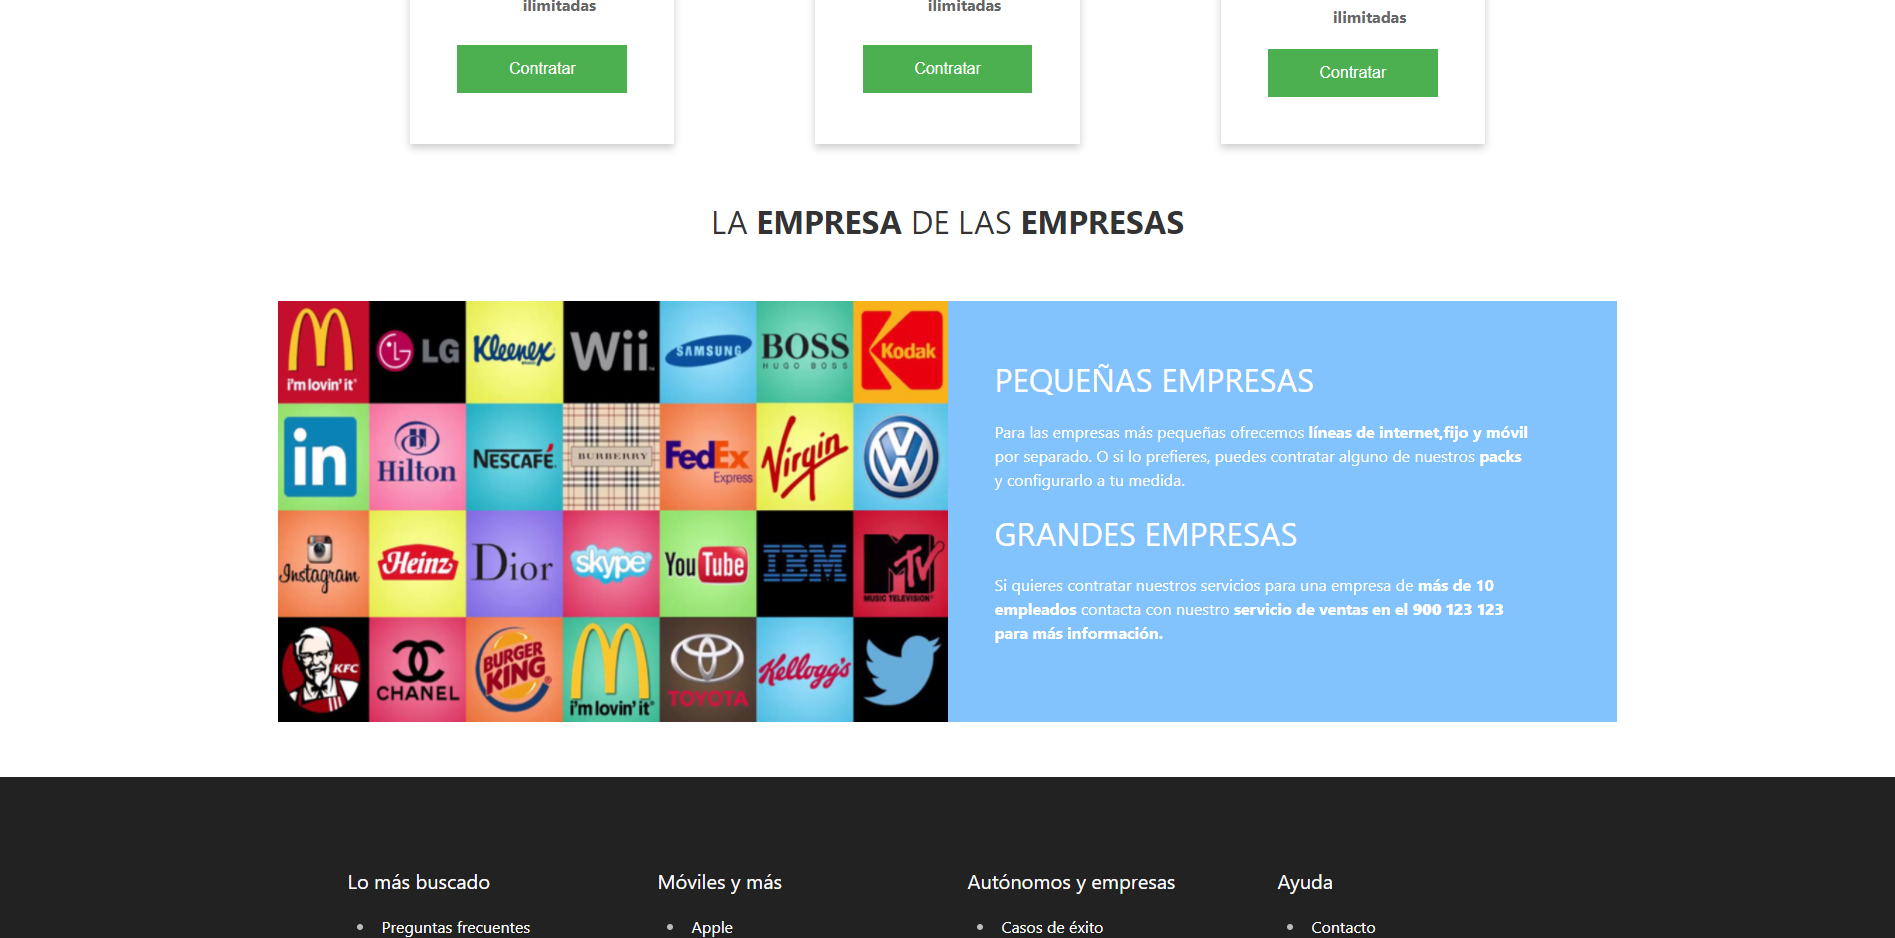 ilimitadas
ilimitadas
ilimitadas
Contratar
Contratar
Contratar
LA EMPRESA DE LAS EMPRESAS
i'm lovin' it®
LG
Kleenex
Wii
SAMSUNG
BOSS
HUGO BOSS
Kodak
in
Hilton
NESCAFÉ
BURBERRY
FedEx
Express
Virgin
Instagram
Heinz
Dior
skype
YouTube
IBM
MTV
MUSIC TELEVISION
KFC
CHANEL
BURGER
KING
i'm lovin' it®
TOYOTA
Kellogg's
PEQUEÑAS EMPRESAS
Para las empresas más pequeñas ofrecemos líneas de internet,fijo y móvil
por separado. O si lo prefieres, puedes contratar alguno de nuestros packs
y configurarlo a tu medida.
GRANDES EMPRESAS
Si quieres contratar nuestros servicios para una empresa de más de 10
empleados contacta con nuestro servicio de ventas en el 900 123 123
para más información.
Lo más buscado
Preguntas frecuentes
Móviles y más
Apple
Autónomos y empresas
Casos de éxito
Ayuda
Contacto